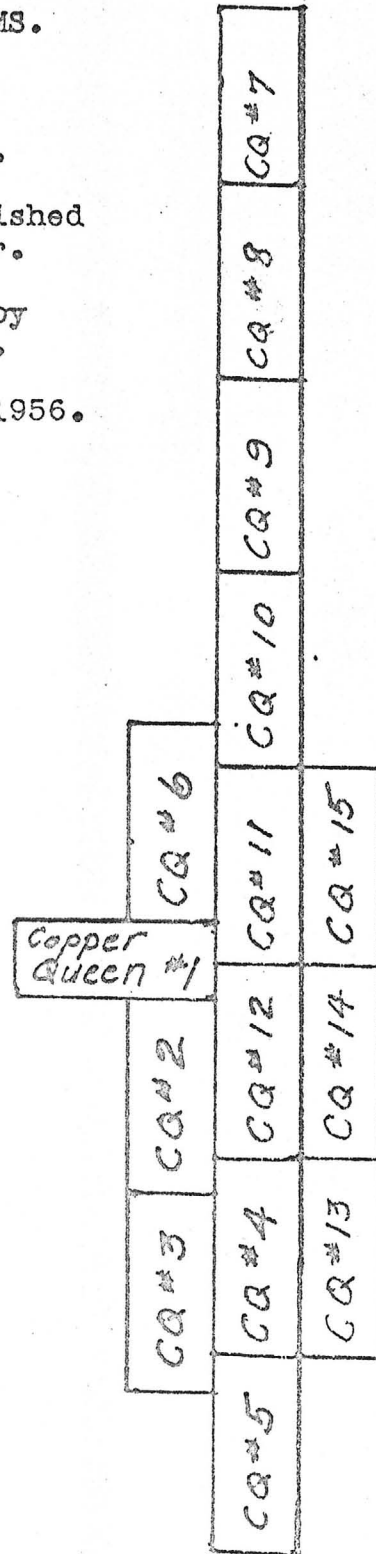 MS.
.
ished
r.
by
1956.
CQ #7
CQ #8
CQ #9
CQ #10
CQ #6
CQ #11
CQ #15
Copper
Queen #1
CQ #2
CQ #12
CQ #14
CQ #3
CQ #4
CQ #13
CQ #5